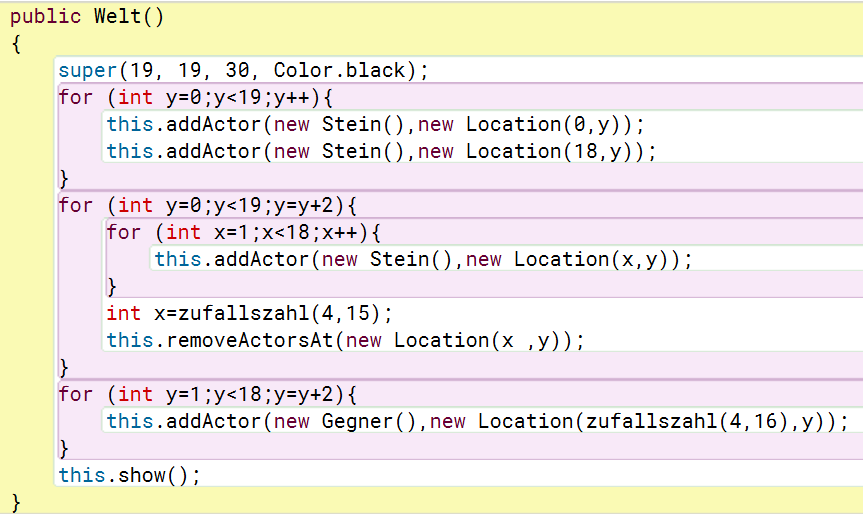 public Welt()
{
    super(19, 19, 30, Color.black);
    for (int y=0;y<19;y++){
        this.addActor(new Stein(),new Location(0,y));
        this.addActor(new Stein(),new Location(18,y));
    }
    for (int y=0;y<19;y=y+2){
        for (int x=1;x<18;x++){
            this.addActor(new Stein(),new Location(x,y));
        }
        int x=zufallszahl(4,15);
        this.removeActorsAt(new Location(x ,y));
    }
    for (int y=1;y<18;y=y+2){
        this.addActor(new Gegner(),new Location(zufallszahl(4,16),y));
    }
    this.show();
}